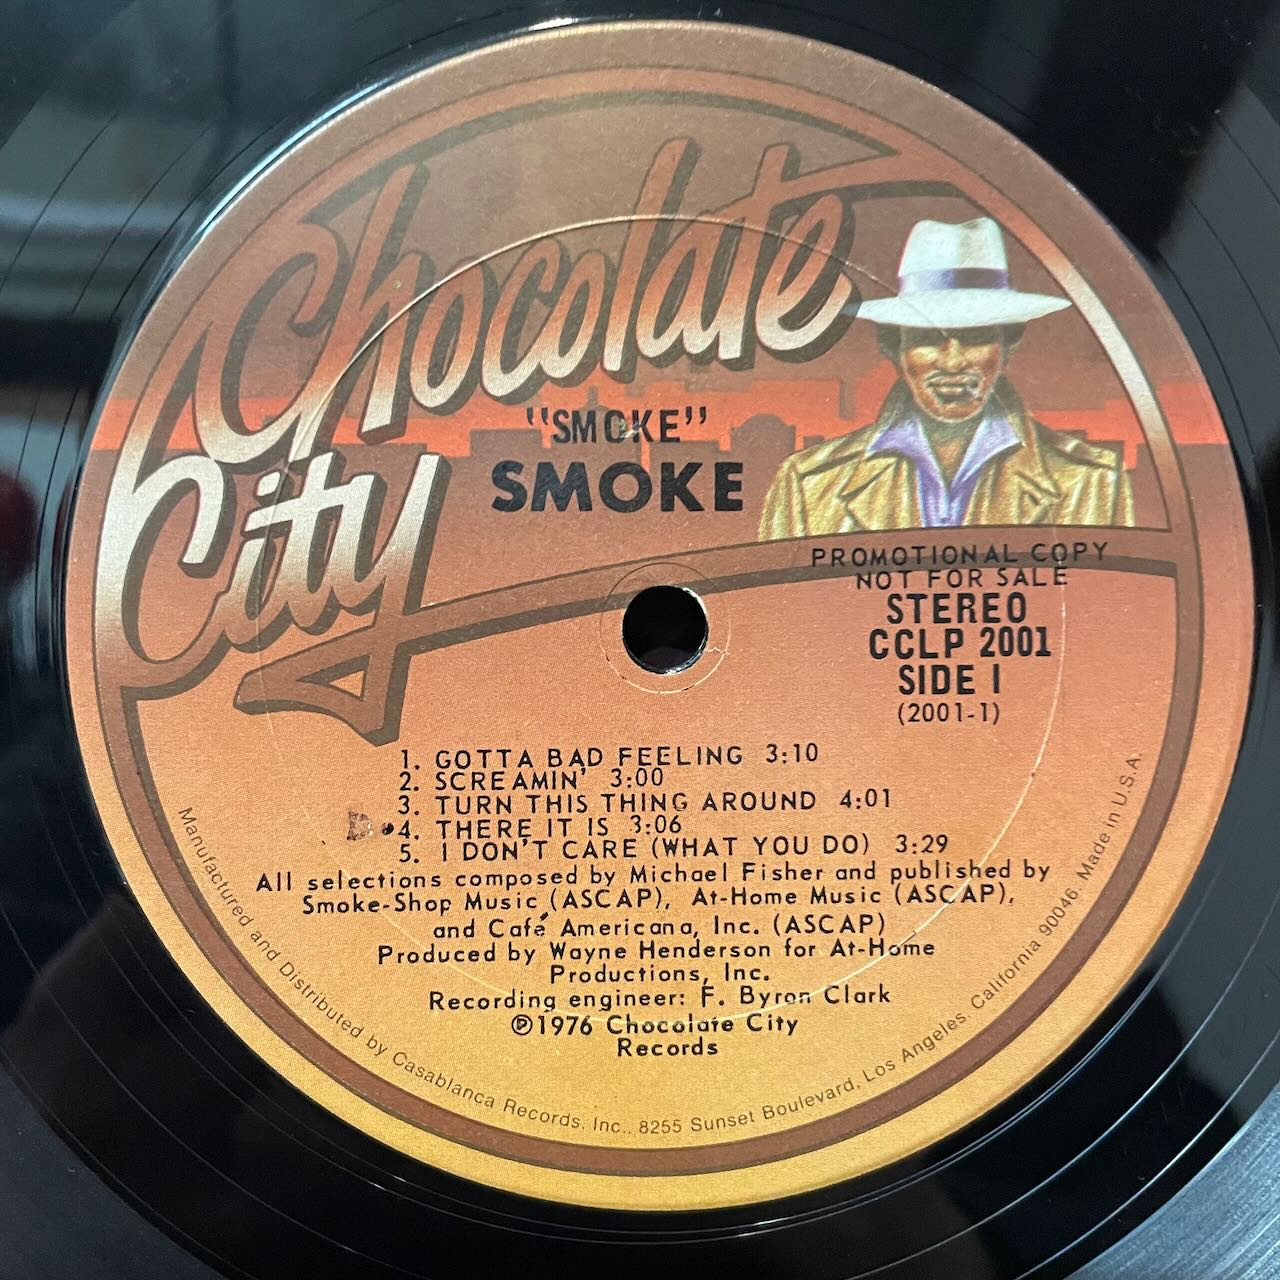 Chocolate
City
"SMOKE"
SMOKE
PROMOTIONAL COPY
NOT FOR SALE
STEREO
CCLP 2001
SIDE 1
(2001-1)
1. GOTTA BAD FEELING 3:10
2. SCREAMIN' 3:00
3. TURN THIS THING AROUND 4:01
4. THERE IT IS 3:06
5. I DON'T CARE (WHAT YOU DO) 3:29
All selections composed by Michael Fisher and published by
Smoke-Shop Music (ASCAP), At-Home Music (ASCAP),
and Café Americana, Inc. (ASCAP)
Produced by Wayne Henderson for At-Home
Productions, Inc.
Recording engineer: F. Byron Clark
℗1976 Chocolate City
Records
Manufactured and Distributed by Casablanca Records, Inc., 8255 Sunset Boulevard, Los Angeles, California 90046. Made in U.S.A.